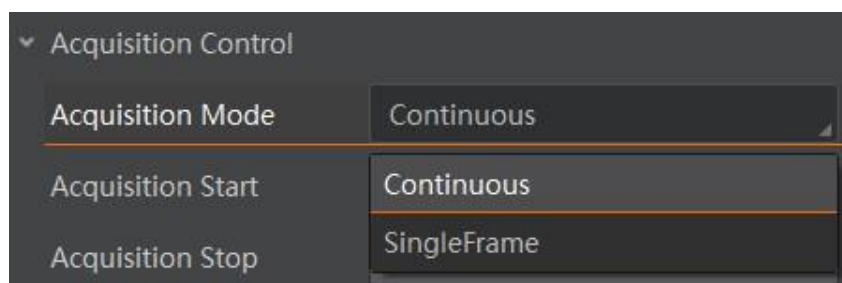 Acquisition Control
Acquisition Mode Continuous
Acquisition Start Continuous
Acquisition Stop SingleFrame